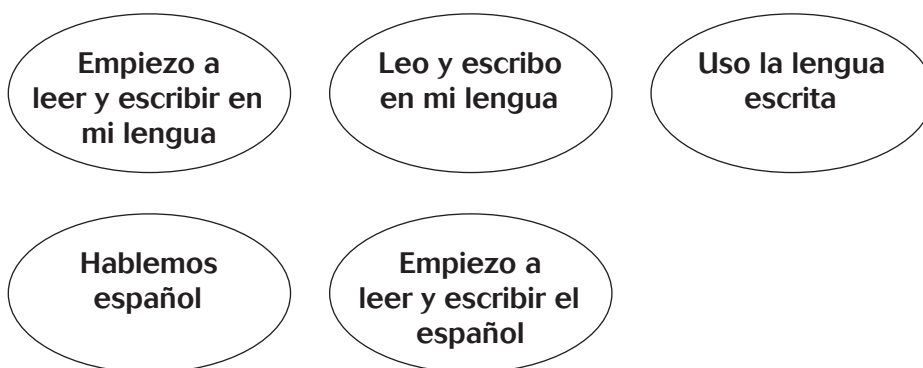 Empiezo a
leer y escribir en
mi lengua
Leo y escribo
en mi lengua
Uso la lengua
escrita
Hablemos
español
Empiezo a
leer y escribir el
español